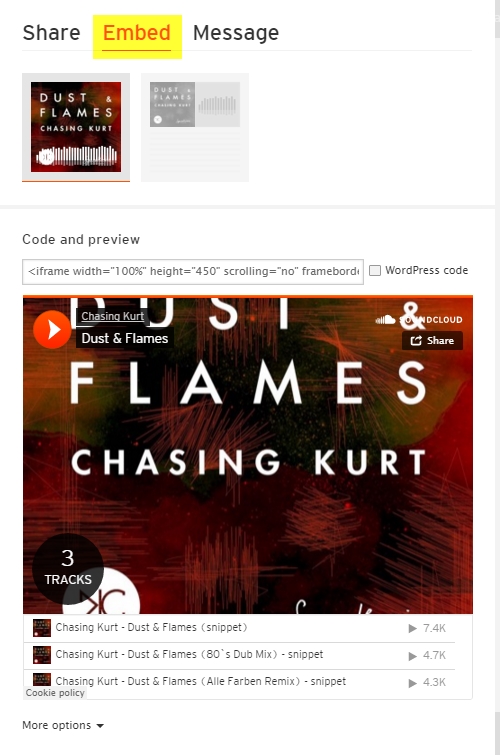 Share Embed Message
DUST &
FLAMES
CHASING KURT
DUST &
FLAMES
CHASING KURT
Code and preview
<iframe width="100%" height="450" scrolling="no" frameborde
WordPress code
DUST &
Chasing Kurt
SOUNDCLOUD
Dust & Flames
Share
FLAMES
CHASING KURT
3
TRACKS
KC
Chasing Kurt - Dust & Flames (snippet) 7.4K
Chasing Kurt - Dust & Flames (80`s Dub Mix) - snippet 4.7K
Chasing Kurt - Dust & Flames (Alle Farben Remix) - snippet 4.3K
Cookie policy
More options